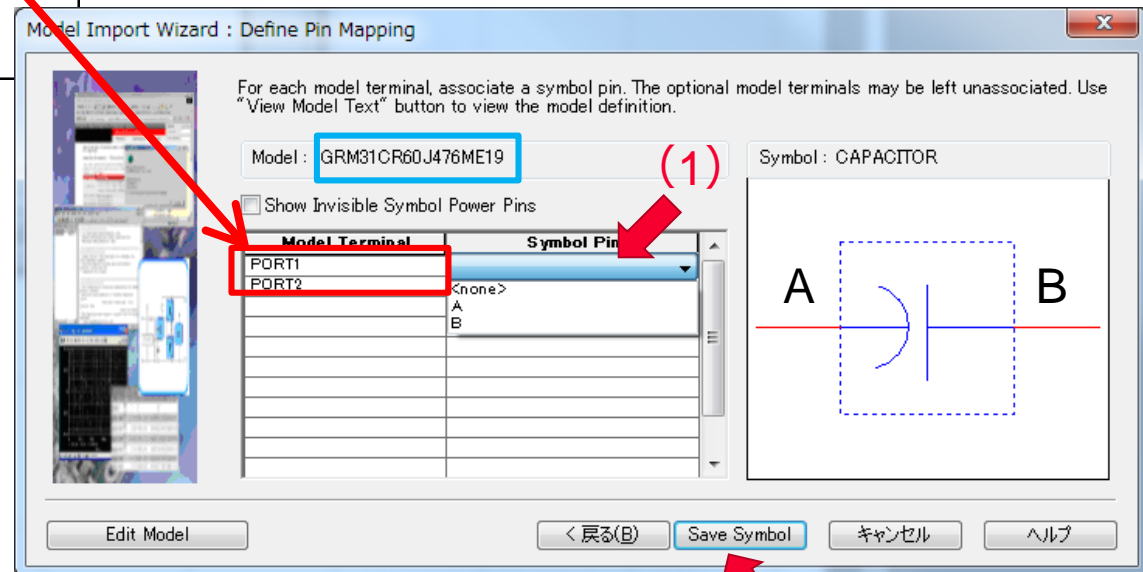 Model Import Wizard : Define Pin Mapping
For each model terminal, associate a symbol pin. The optional model terminals may be left unassociated. Use
"View Model Text" button to view the model definition.
Model : GRM31CR60J476ME19
(1)
Symbol : CAPACITOR
Show Invisible Symbol Power Pins
Model Terminal Symbol Pin
PORT1
PORT2
<none>
A
B
A B
Edit Model
< 戻る(B)
Save Symbol
キャンセル
ヘルプ